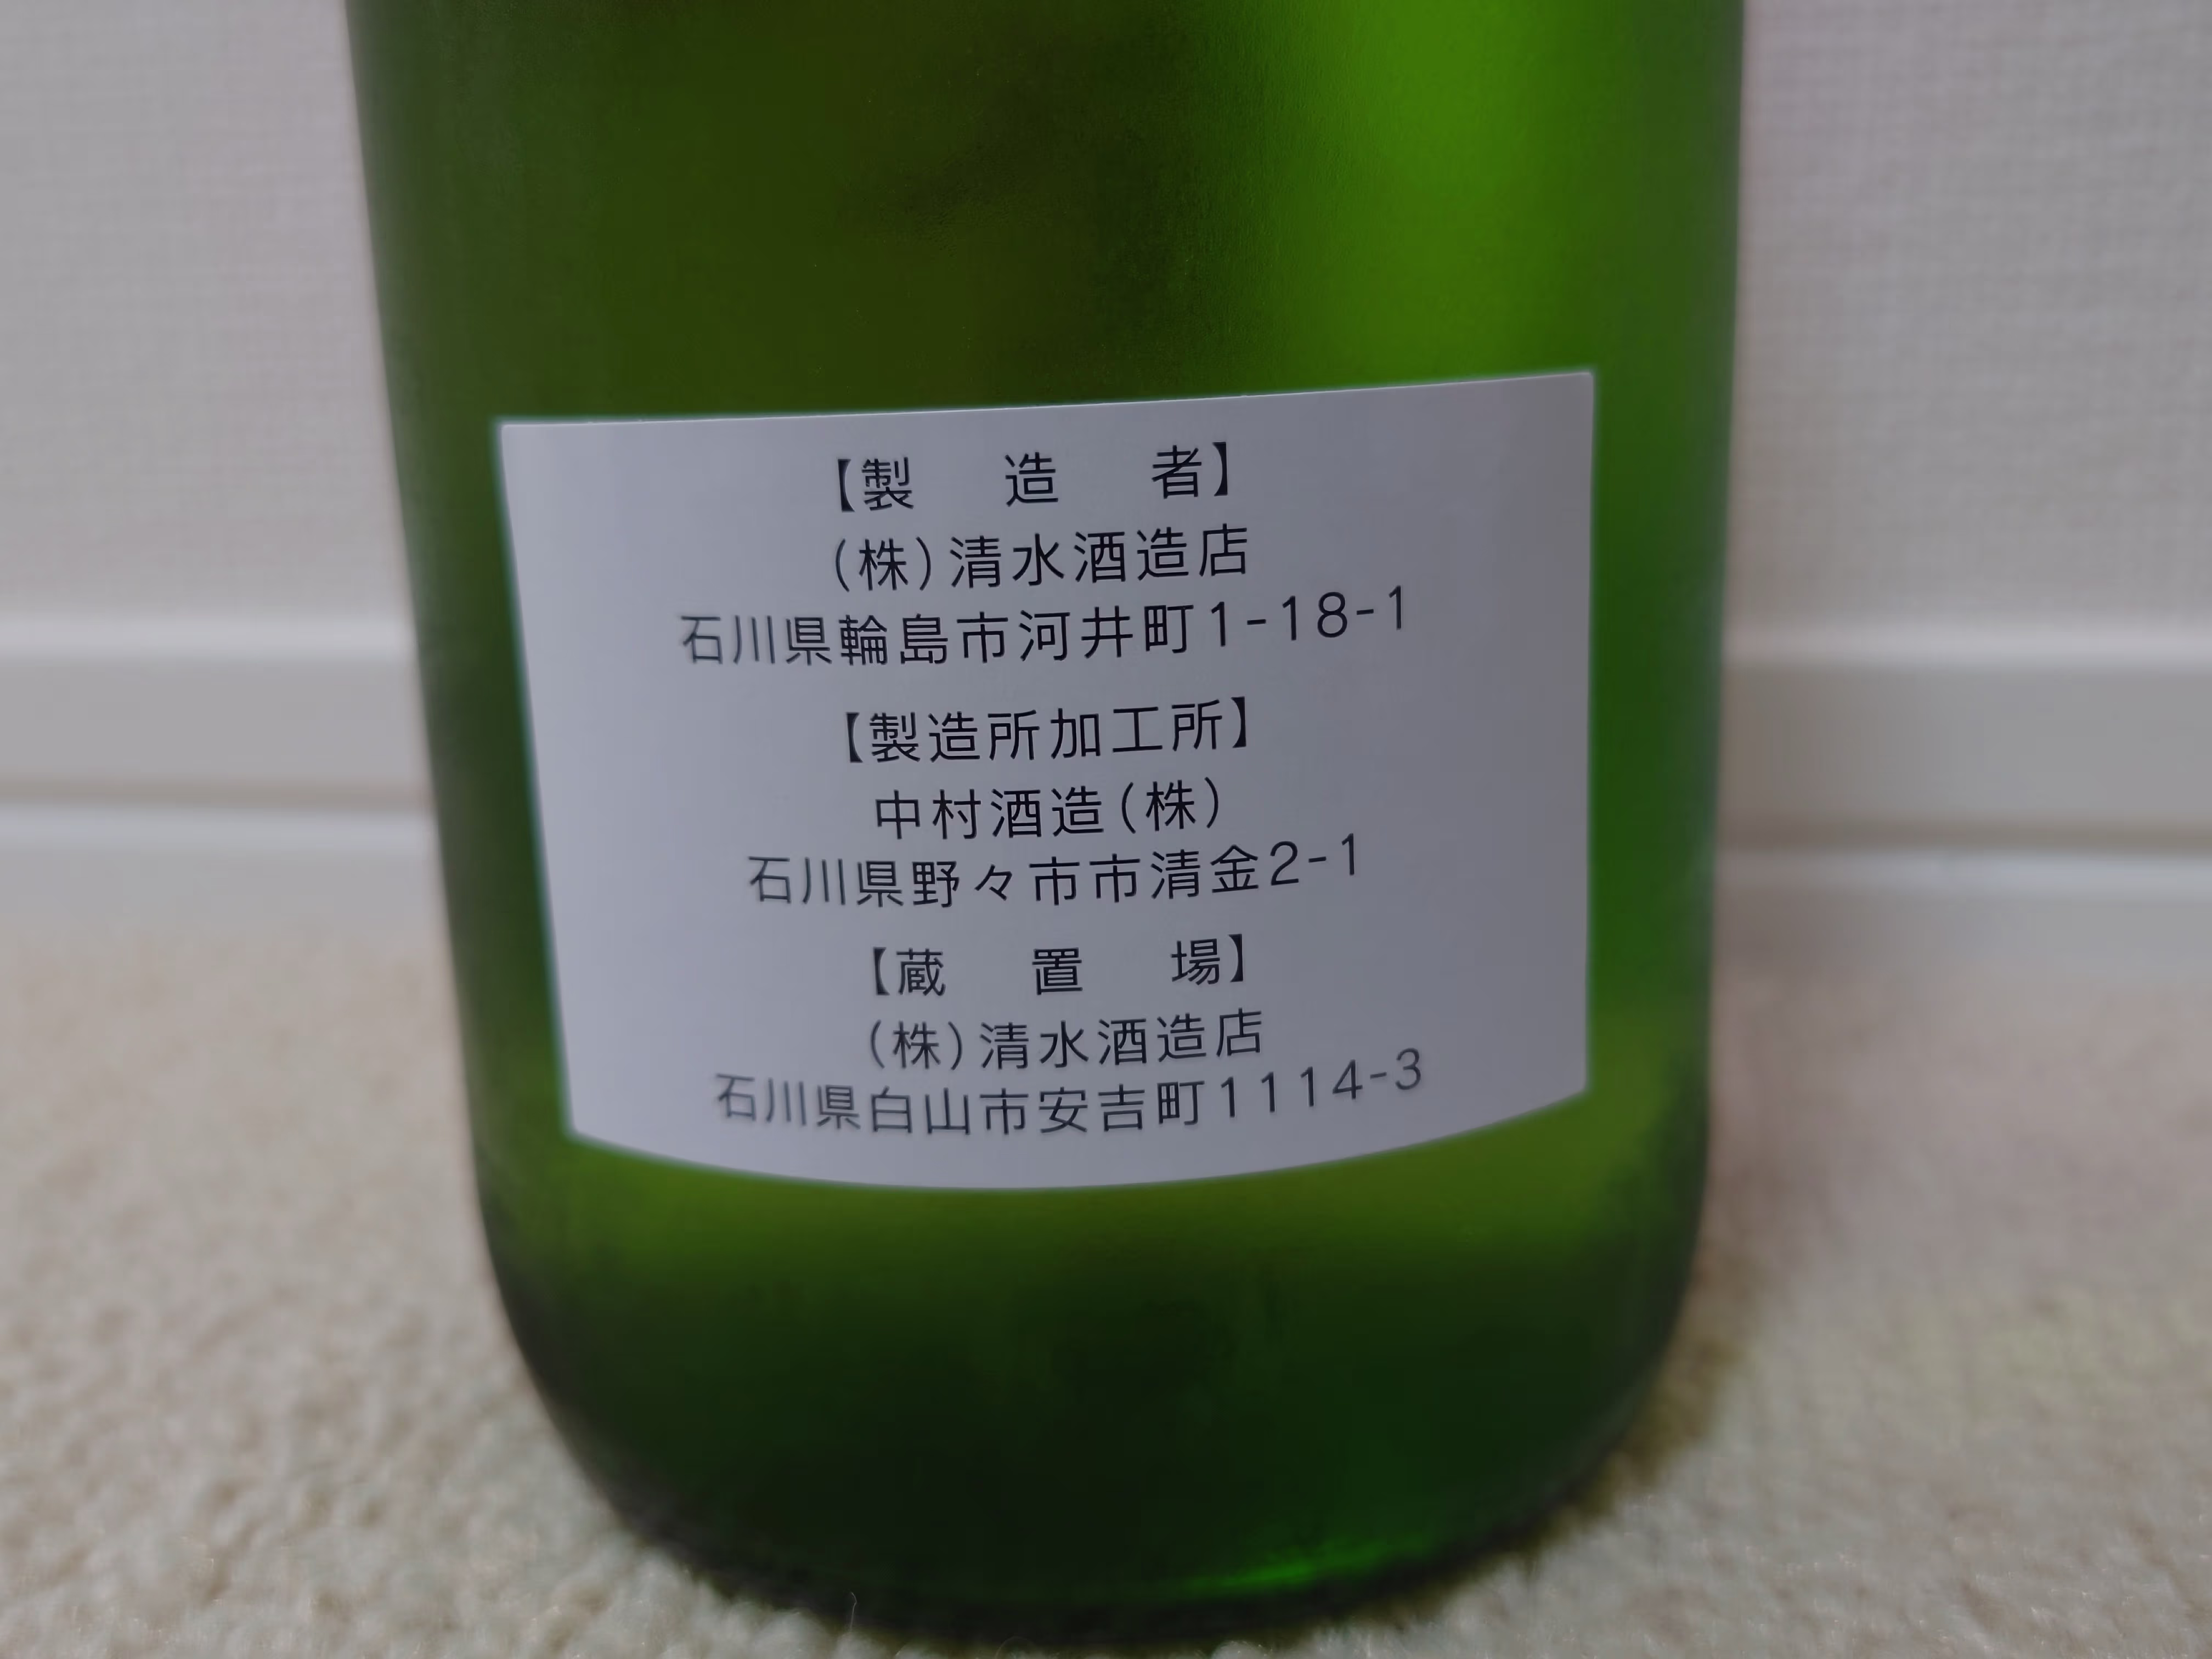 【製造者】
(株)清水酒造店
石川県輪島市河井町1-18-1
【製造所加工所】
中村酒造(株)
石川県野々市市清金2-1
【蔵置場】
(株)清水酒造店
石川県白山市安吉町1114-3